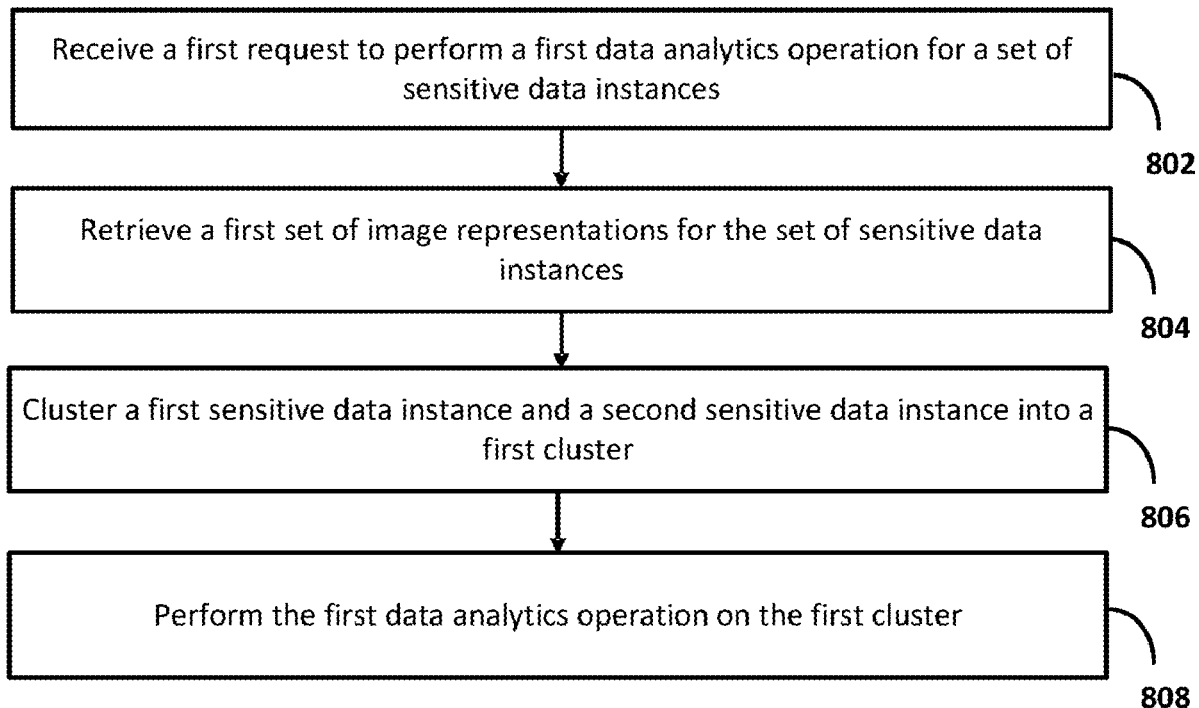 Receive a first request to perform a first data analytics operation for a set of
sensitive data instances
802
Retrieve a first set of image representations for the set of sensitive data
instances
804
Cluster a first sensitive data instance and a second sensitive data instance into a
first cluster
806
Perform the first data analytics operation on the first cluster
808